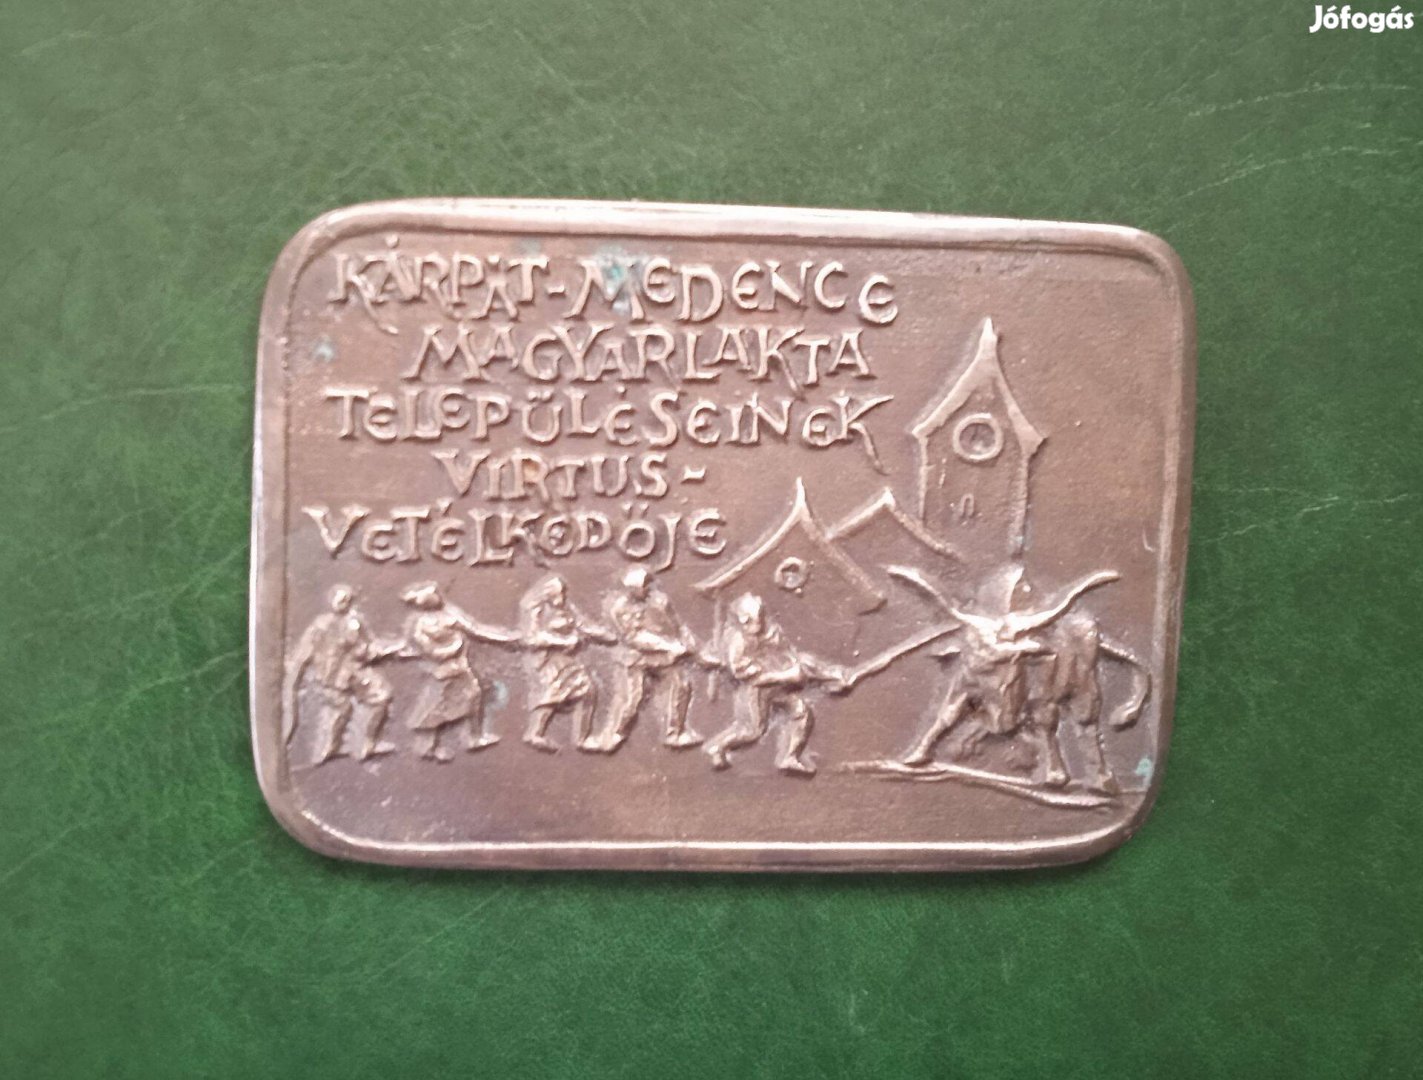 Jófogás
KÁRPÁT-MEDENCE
MAGYARLAKTA
TELEPÜLÉSEINEK
VIRTUS-
VETÉLKEDŐJE